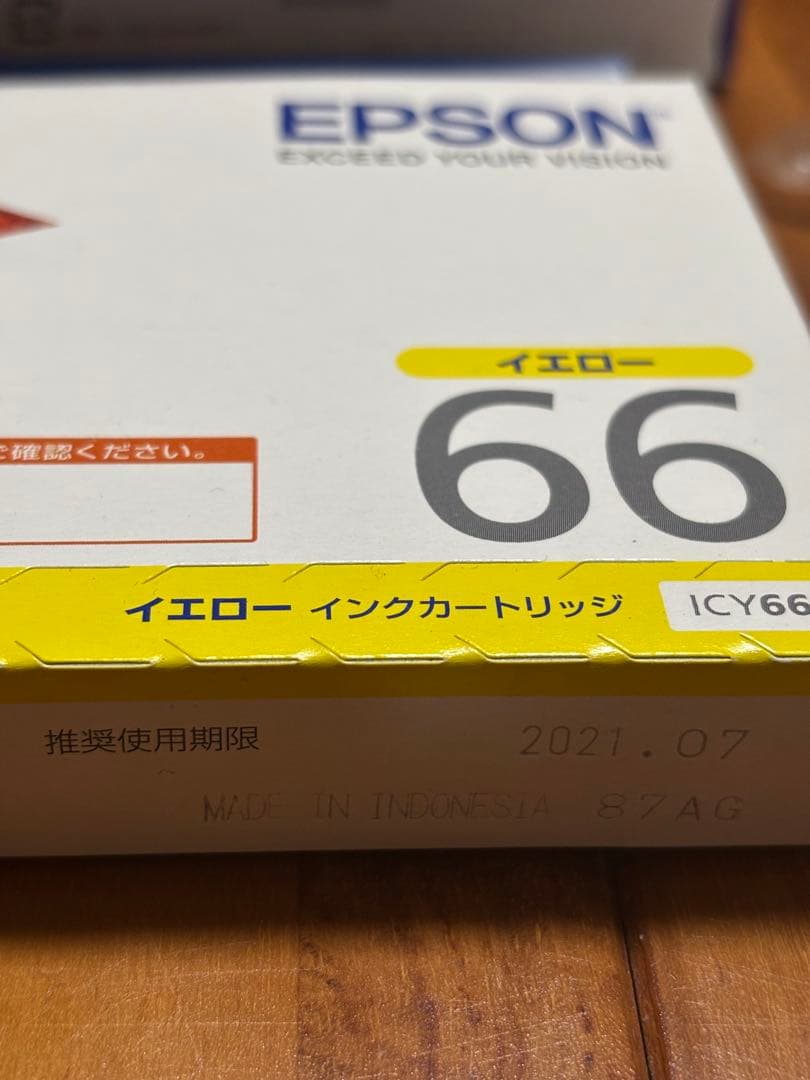 EPSON
EXCEED YOUR VISION
イエロー
66
確認ください。
イエロー インクカートリッジ ICY66
推奨使用期限 2021.07
MADE IN INDONESIA 87AG